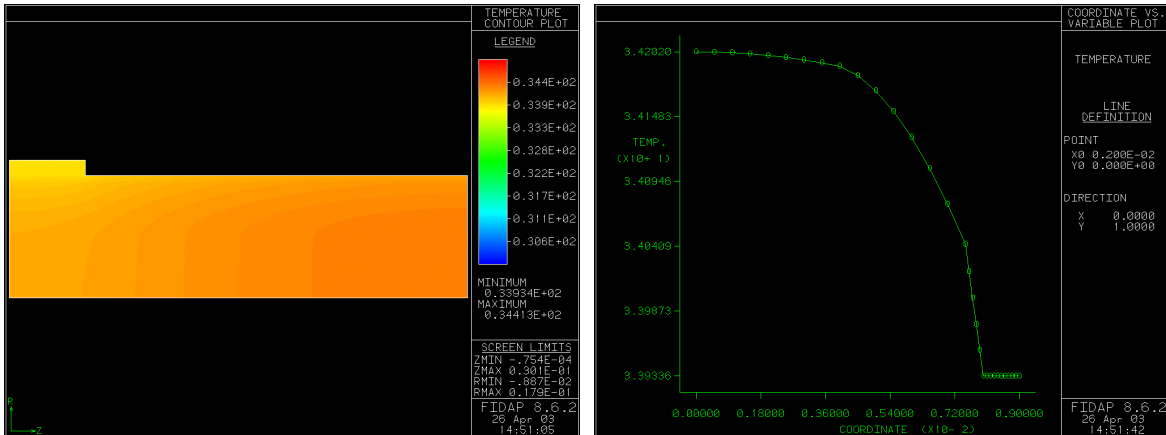 TEMPERATURE
CONTOUR PLOT
LEGEND
0.344E+02
0.339E+02
0.333E+02
0.328E+02
0.322E+02
0.317E+02
0.311E+02
0.306E+02
MINIMUM
0.33934E+02
MAXIMUM
0.34413E+02
SCREEN LIMITS
ZMIN -.754E-04
ZMAX 0.301E-01
RMIN -.887E-02
RMAX 0.179E-01
FIDAP 8.6.2
26 Apr 03
14:51:05
R
Z
COORDINATE VS.
VARIABLE PLOT
TEMPERATURE
LINE
DEFINITION
POINT
X0 0.200E-02
Y0 0.000E+00
DIRECTION
X 0.0000
Y 1.0000
FIDAP 8.6.2
26 Apr 03
14:51:42
3.42020
3.41483
TEMP.
(X10+ 1)
3.40946
3.40409
3.39873
3.39336
0.00000 0.18000 0.36000 0.54000 0.72000 0.90000
COORDINATE (X10- 2)